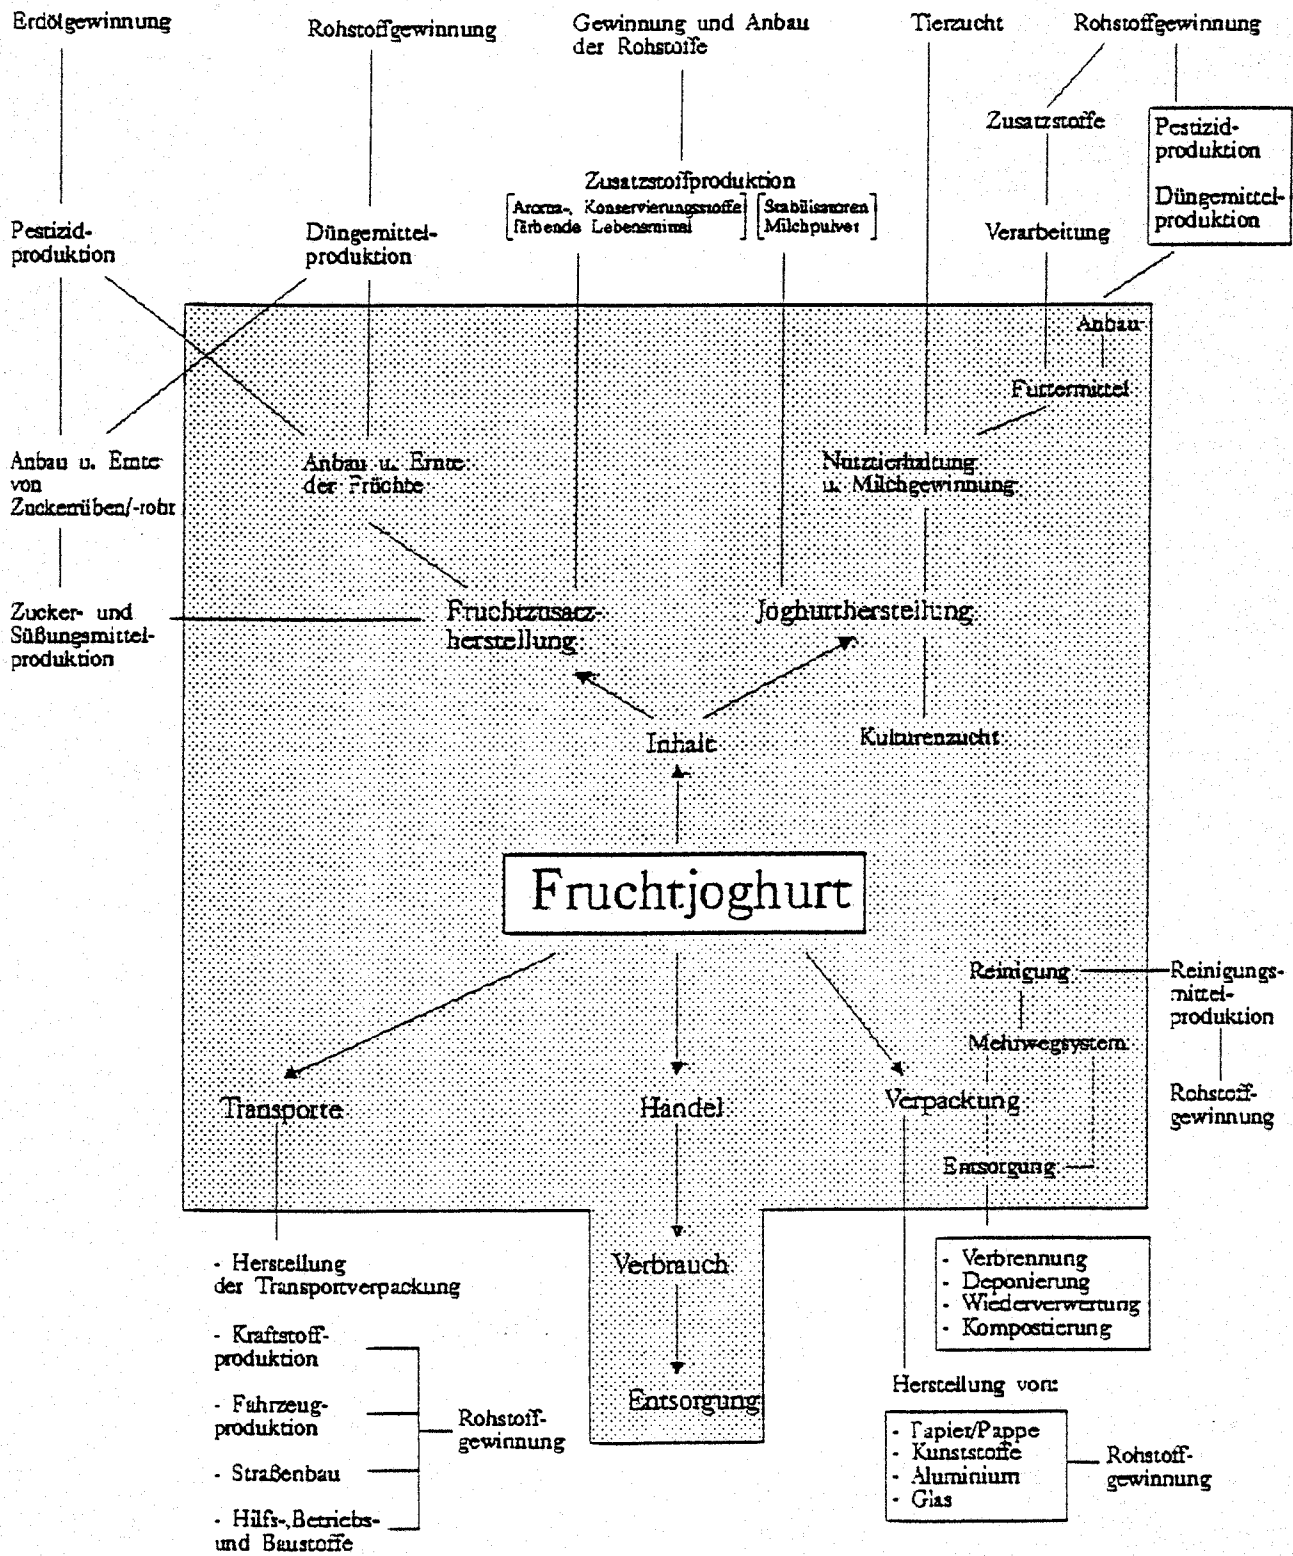 Erdölgewinnung
Rohstoffgewinnung
Gewinnung und Anbau
der Rohstoffe
Tierzucht
Rohstoffgewinnung
Zusatzstoffe
Pestizid-
produktion
Düngemittel-
produktion
Zusatzstoffproduktion
Aroma-, Konservierungsstoffe
färbende
Stabilisatoren
Milchpulver
Pestizid-
produktion
Düngemittel-
produktion
Verarbeitung
Anbau
Futtermittel
Anbau u. Ernte
von
Zuckerrüben/-rohr
Anbau u. Ernte
der Früchte
Nutztierhaltung
u. Milchgewinnung
Zucker- und
Süßungsmittel-
produktion
Fruchtzusatz-
herstellung
Joghurtherstellung
Inhalt
Kulturenzucht
Fruchtjoghurt
Reinigung
Reinigungs-
mittel-
produktion
Mehrwegsystem
Transporte
Handel
Verpackung
Rohstoff-
gewinnung
Entsorgung
- Herstellung
der Transportverpackung
Verbrauch
- Verbrennung
- Deponierung
- Wiederverwertung
- Kompostierung
- Kraftstoff-
produktion
- Fahrzeug-
produktion
- Straßenbau
- Hilfs-,Betriebs-
und Baustoffe
Rohstoff-
gewinnung
Entsorgung
Herstellung von:
- Papier/Pappe
- Kunststoffe
- Aluminium
- Glas
Rohstoff-
gewinnung